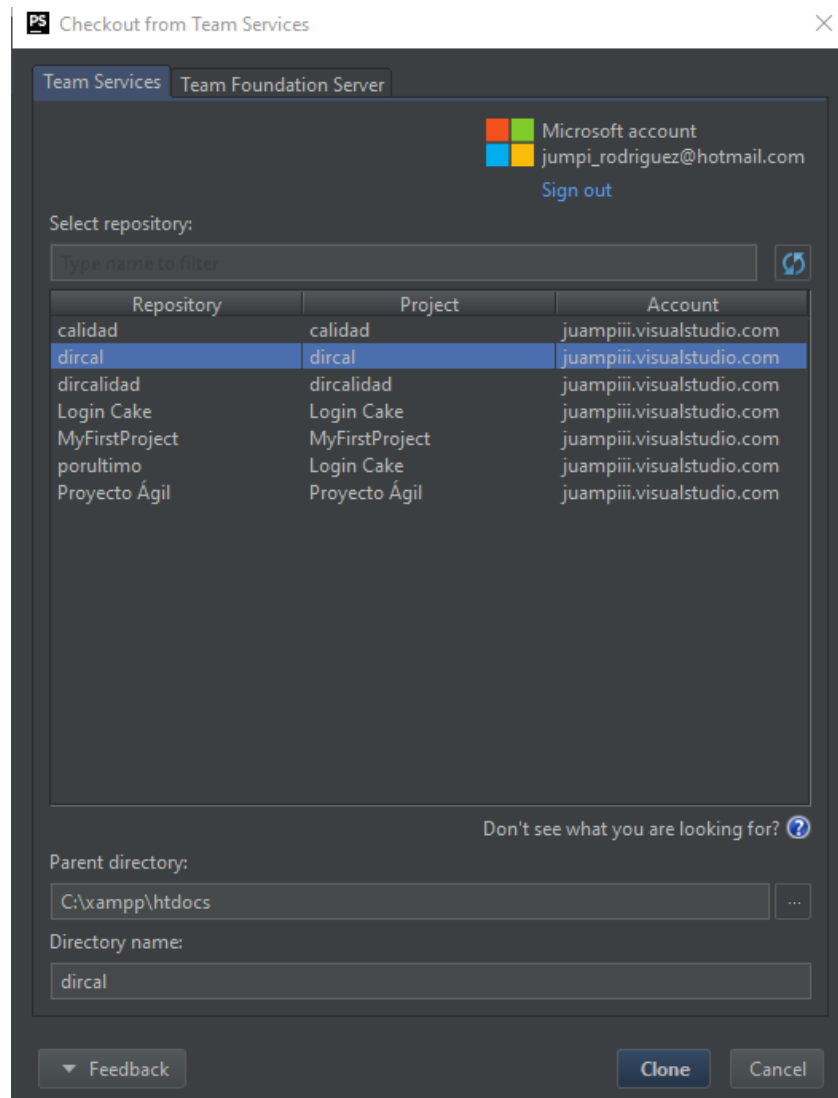 PS Checkout from Team Services
Team Services Team Foundation Server
Microsoft account
jumpi_rodriguez@hotmail.com
Sign out
Select repository:
Type name to filter
Repository Project Account
calidad calidad juampiii.visualstudio.com
dircal dircal juampiii.visualstudio.com
dircalidad dircalidad juampiii.visualstudio.com
Login Cake Login Cake juampiii.visualstudio.com
MyFirstProject MyFirstProject juampiii.visualstudio.com
porultimo Login Cake juampiii.visualstudio.com
Proyecto Ágil Proyecto Ágil juampiii.visualstudio.com
Don't see what you are looking for? ?
Parent directory:
C:\xampp\htdocs
...
Directory name:
dircal
Feedback Clone Cancel